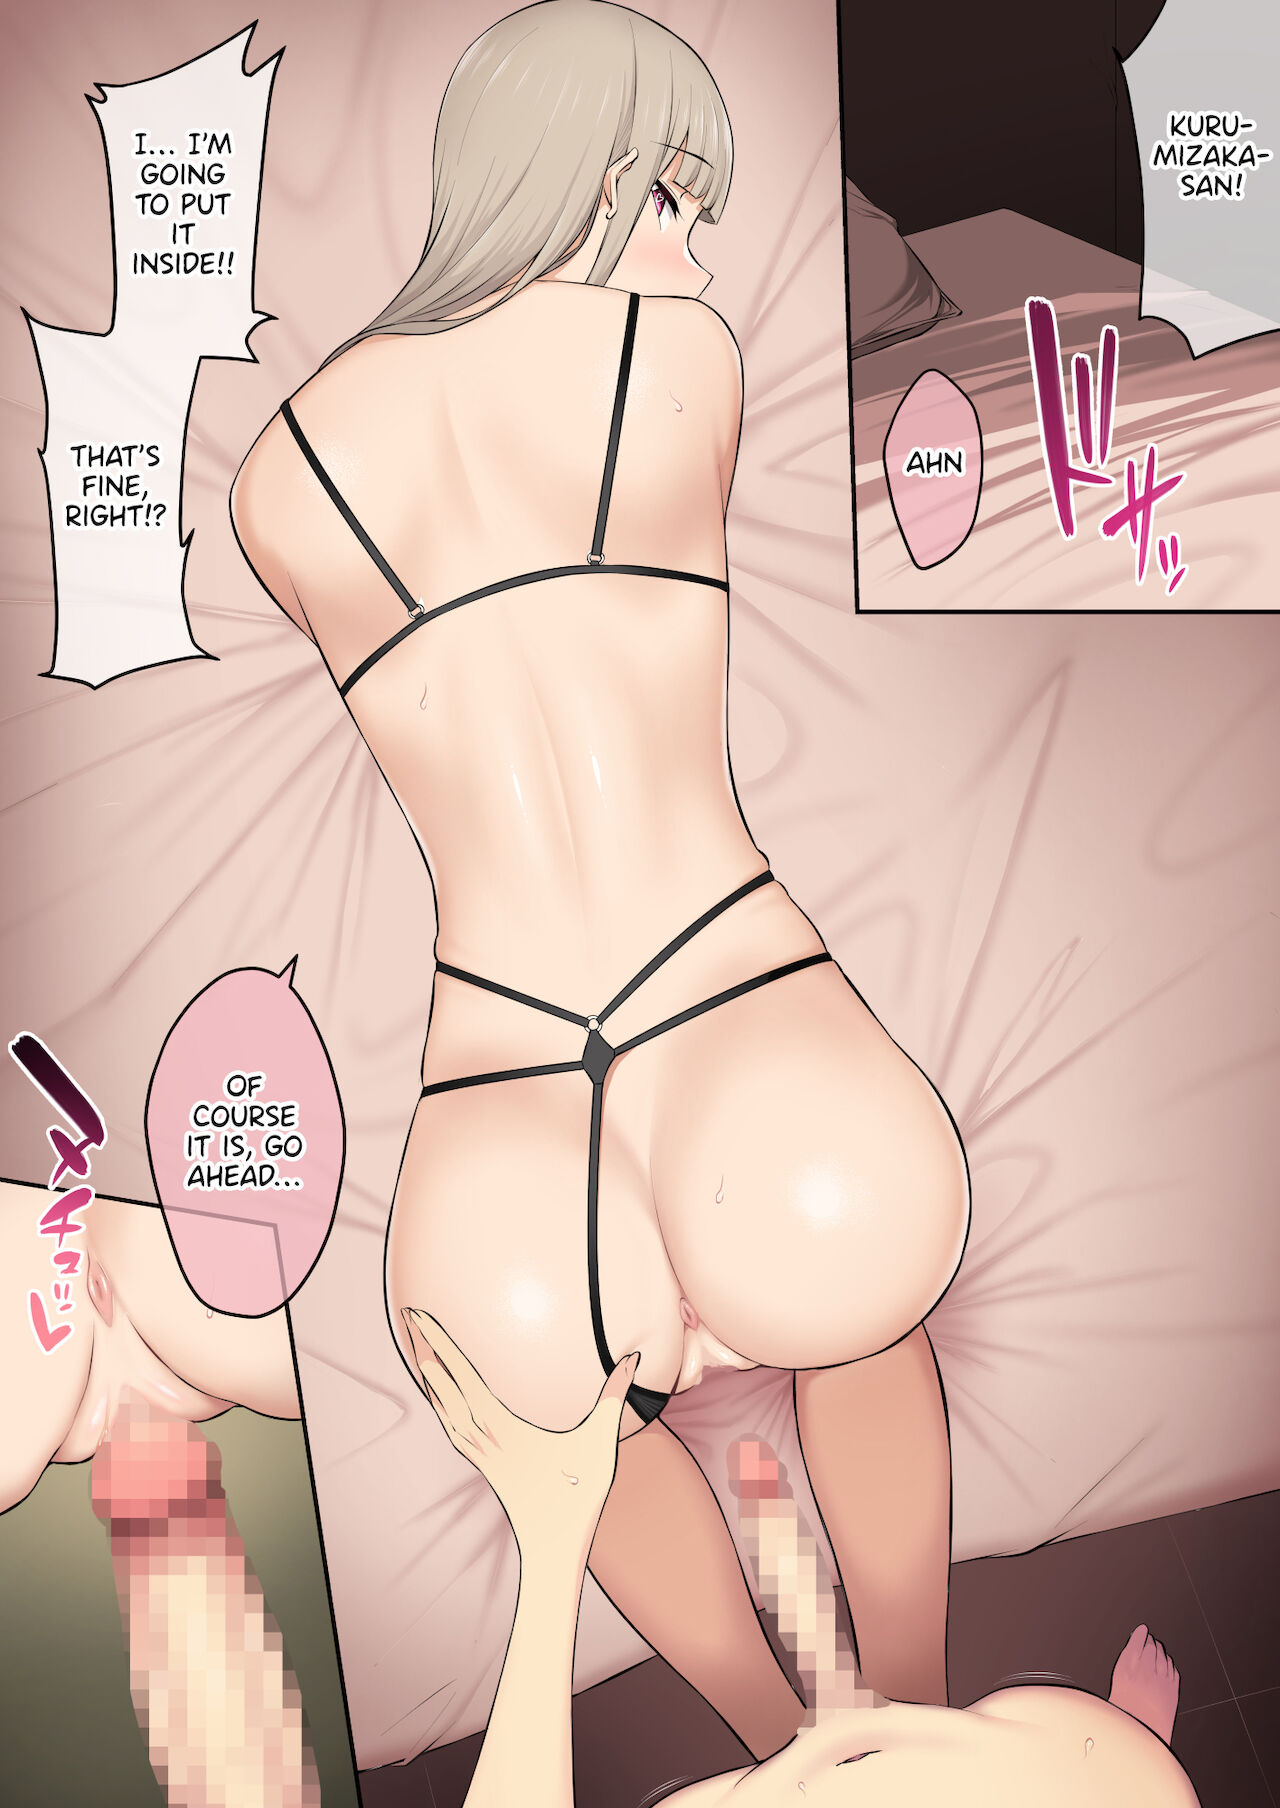 KURU-
MIZAKA-
SAN!
ドサッ
AHN
I... I'M
GOING
TO PUT
IT
INSIDE!!
THAT'S
FINE,
RIGHT!?
OF
COURSE
IT IS, GO
AHEAD...